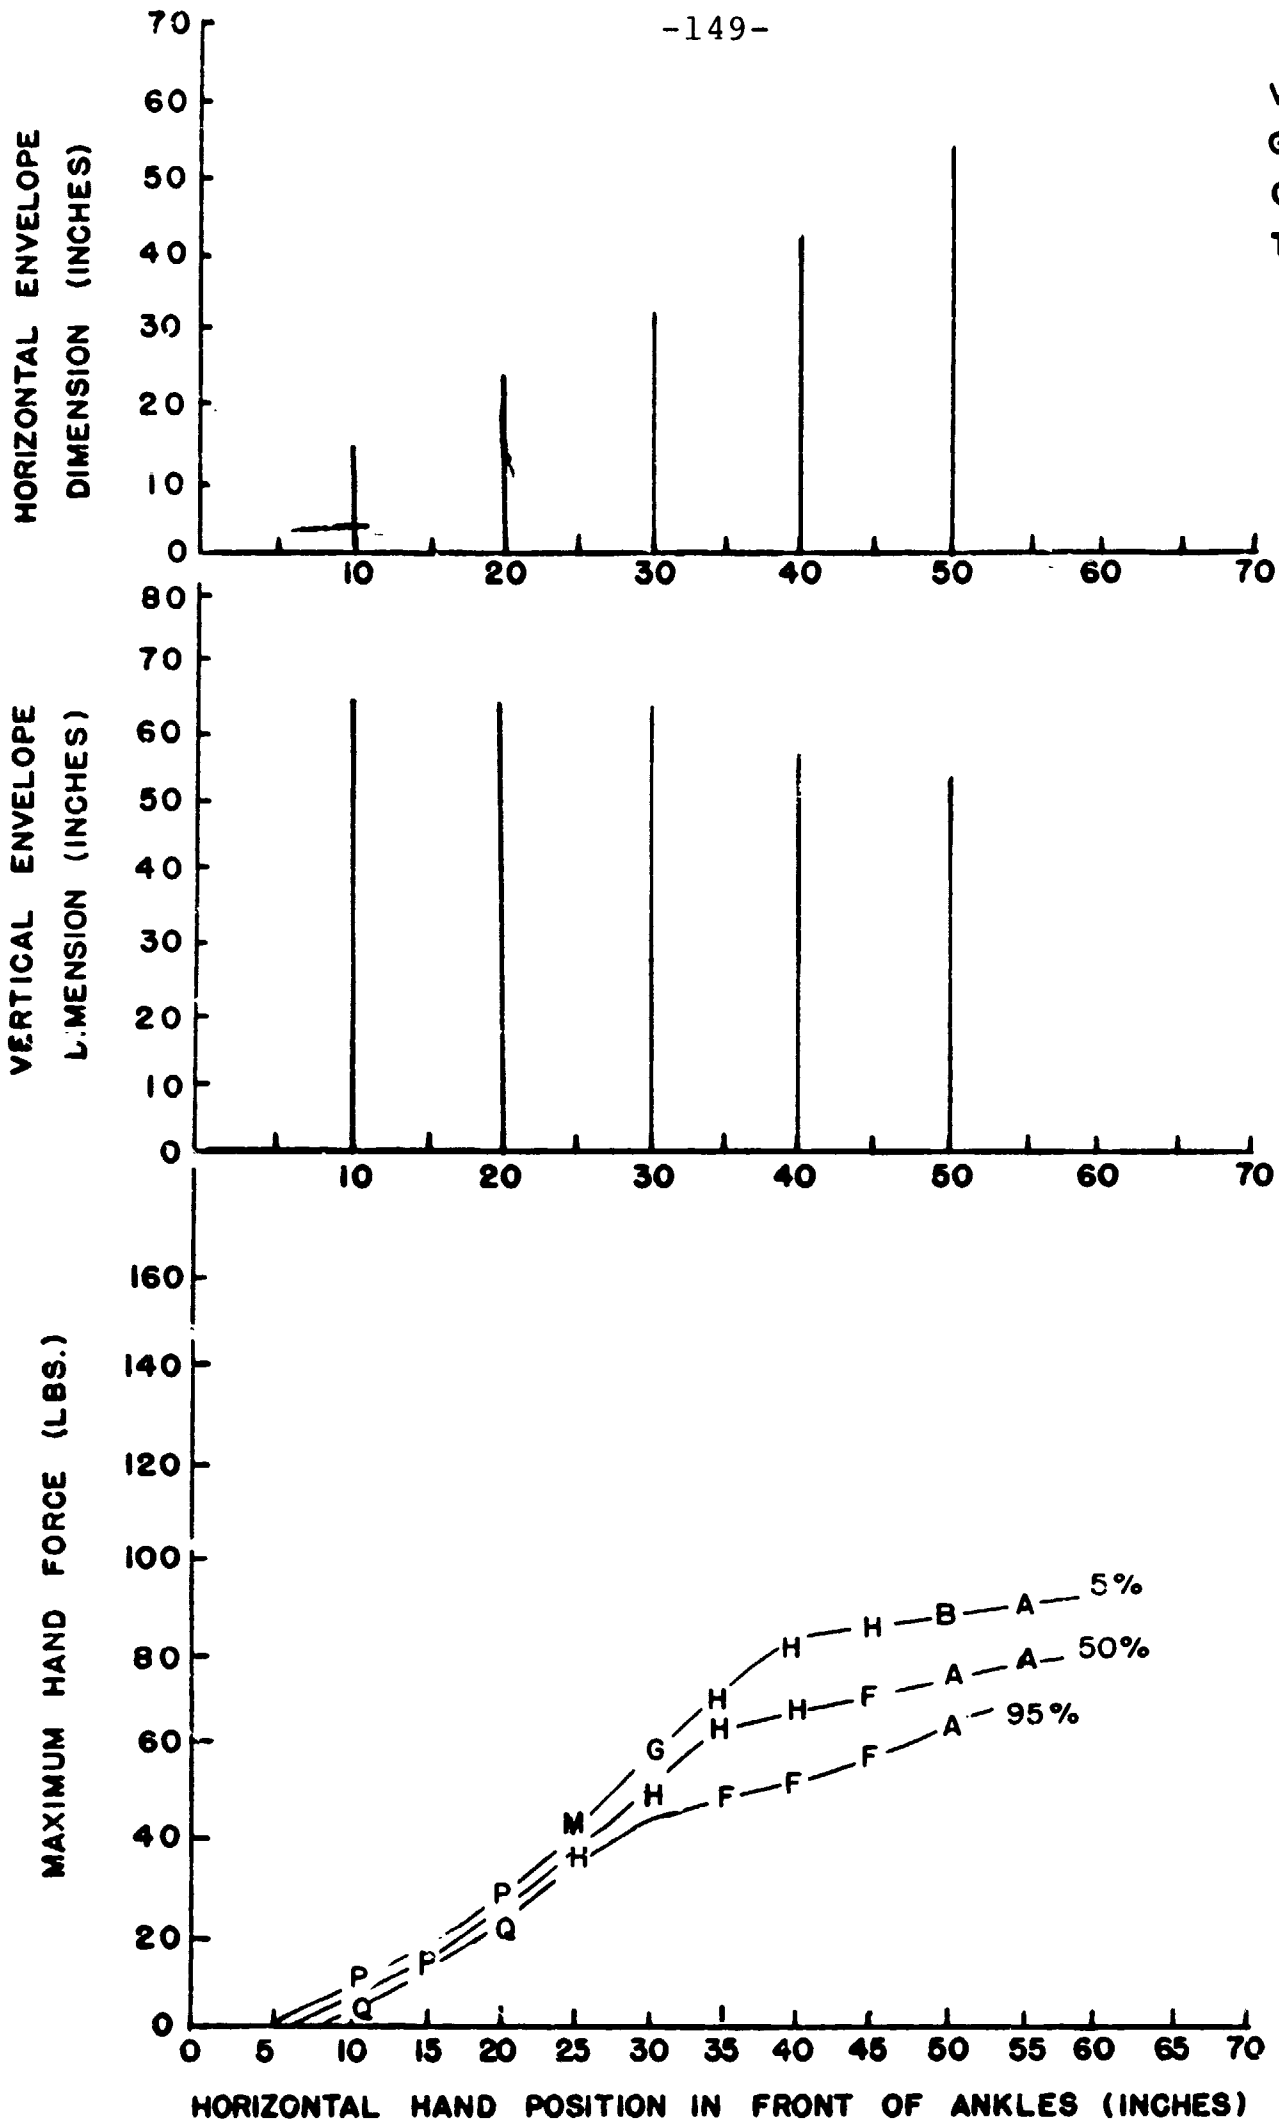 -149-
V
G
C
T
HORIZONTAL ENVELOPE
DIMENSION (INCHES)
70
60
50
40
30
20
10
0
10 20 30 40 50 60 70
VERTICAL ENVELOPE
DIMENSION (INCHES)
80
70
60
50
40
30
20
10
0
10 20 30 40 50 60 70
MAXIMUM HAND FORCE (LBS.)
160
140
120
100
80
60
40
20
0
P P M G H H H B A 5%
P H H H F A A 50%
Q Q H F F F A 95%
0 5 10 15 20 25 30 35 40 45 50 55 60 65 70
HORIZONTAL HAND POSITION IN FRONT OF ANKLES (INCHES)